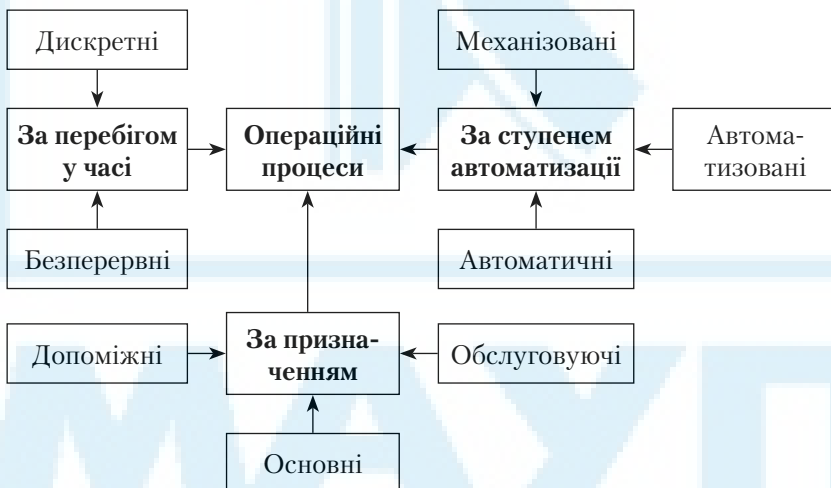 Дискретні
Механізовані
За перебігом
у часі
Операційні
процеси
За ступенем
автоматизації
Автома-
тизовані
Безперервні
Автоматичні
Допоміжні
За призна-
ченням
Обслуговуючі
Основні
МАУП